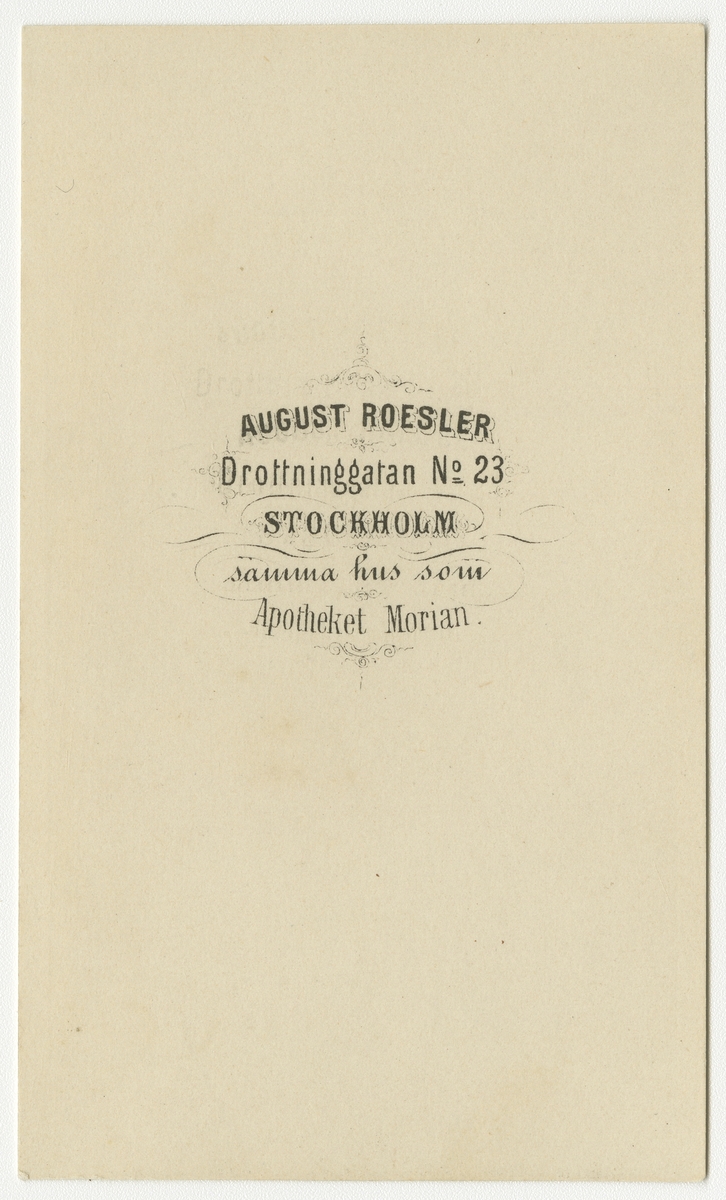 AUGUST ROESLER
Drottninggatan Nº 23
STOCKHOLM
samma hus som
Apotheket Morian.